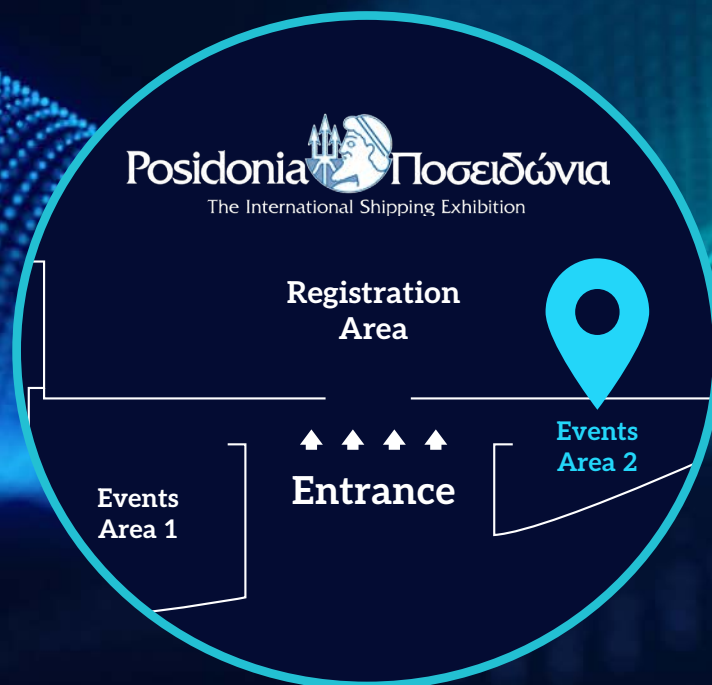 Posidonia Ποσειδώνια
The International Shipping Exhibition
Registration
Area
Events
Area 2
Entrance
Events
Area 1